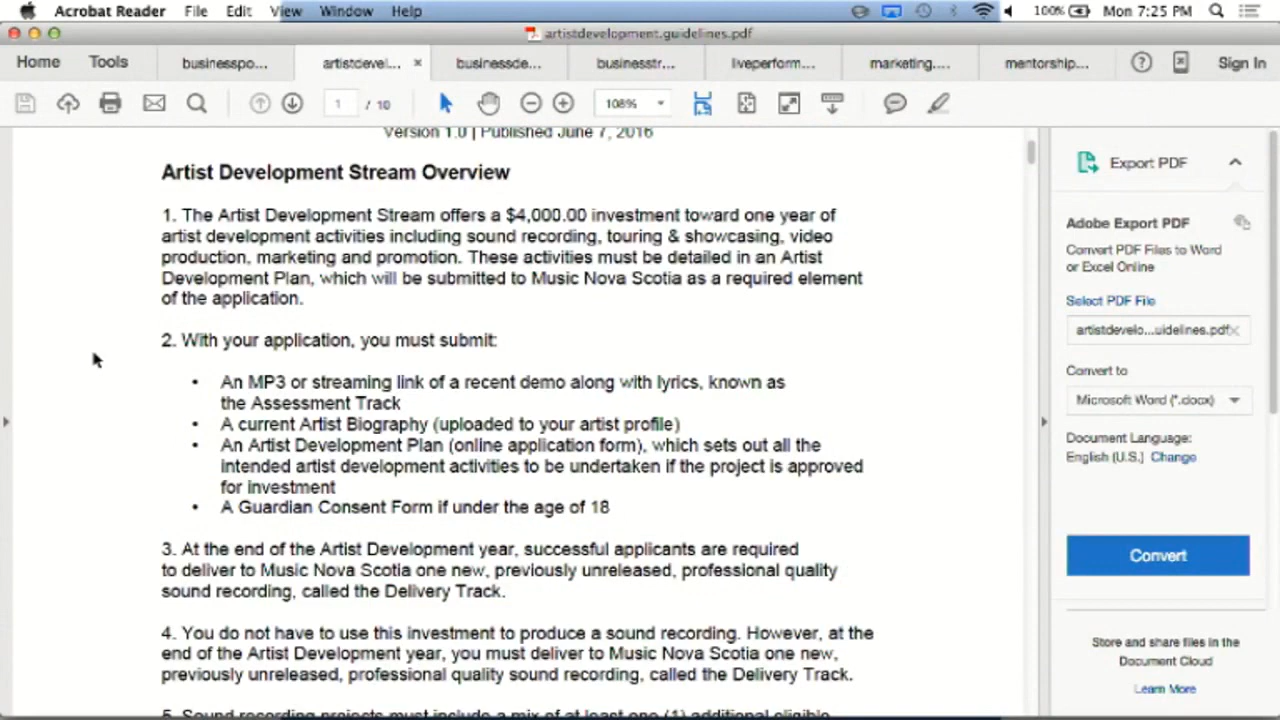 Acrobat Reader File Edit View Window Help 100% Mon 7:25 PM
artistdevelopment.guidelines.pdf
Home Tools businesspo... artistdevel... × businessde... businesstr... liveperform... marketing.... mentorship... Sign In
1 / 10 108%
Version 1.0 | Published June 7, 2016
Artist Development Stream Overview
1. The Artist Development Stream offers a $4,000.00 investment toward one year of
artist development activities including sound recording, touring & showcasing, video
production, marketing and promotion. These activities must be detailed in an Artist
Development Plan, which will be submitted to Music Nova Scotia as a required element
of the application.
2. With your application, you must submit:
• An MP3 or streaming link of a recent demo along with lyrics, known as
the Assessment Track
• A current Artist Biography (uploaded to your artist profile)
• An Artist Development Plan (online application form), which sets out all the
intended artist development activities to be undertaken if the project is approved
for investment
• A Guardian Consent Form if under the age of 18
3. At the end of the Artist Development year, successful applicants are required
to deliver to Music Nova Scotia one new, previously unreleased, professional quality
sound recording, called the Delivery Track.
4. You do not have to use this investment to produce a sound recording. However, at the
end of the Artist Development year, you must deliver to Music Nova Scotia one new,
previously unreleased, professional quality sound recording, called the Delivery Track.
5. Sound recording projects must include a mix of at least one (1) additional eligible
Export PDF
Adobe Export PDF
Convert PDF Files to Word
or Excel Online
Select PDF File
artistdevelo...uidelines.pdf ×
Convert to
Microsoft Word (*.docx)
Document Language:
English (U.S.) Change
Convert
Store and share files in the
Document Cloud
Learn More